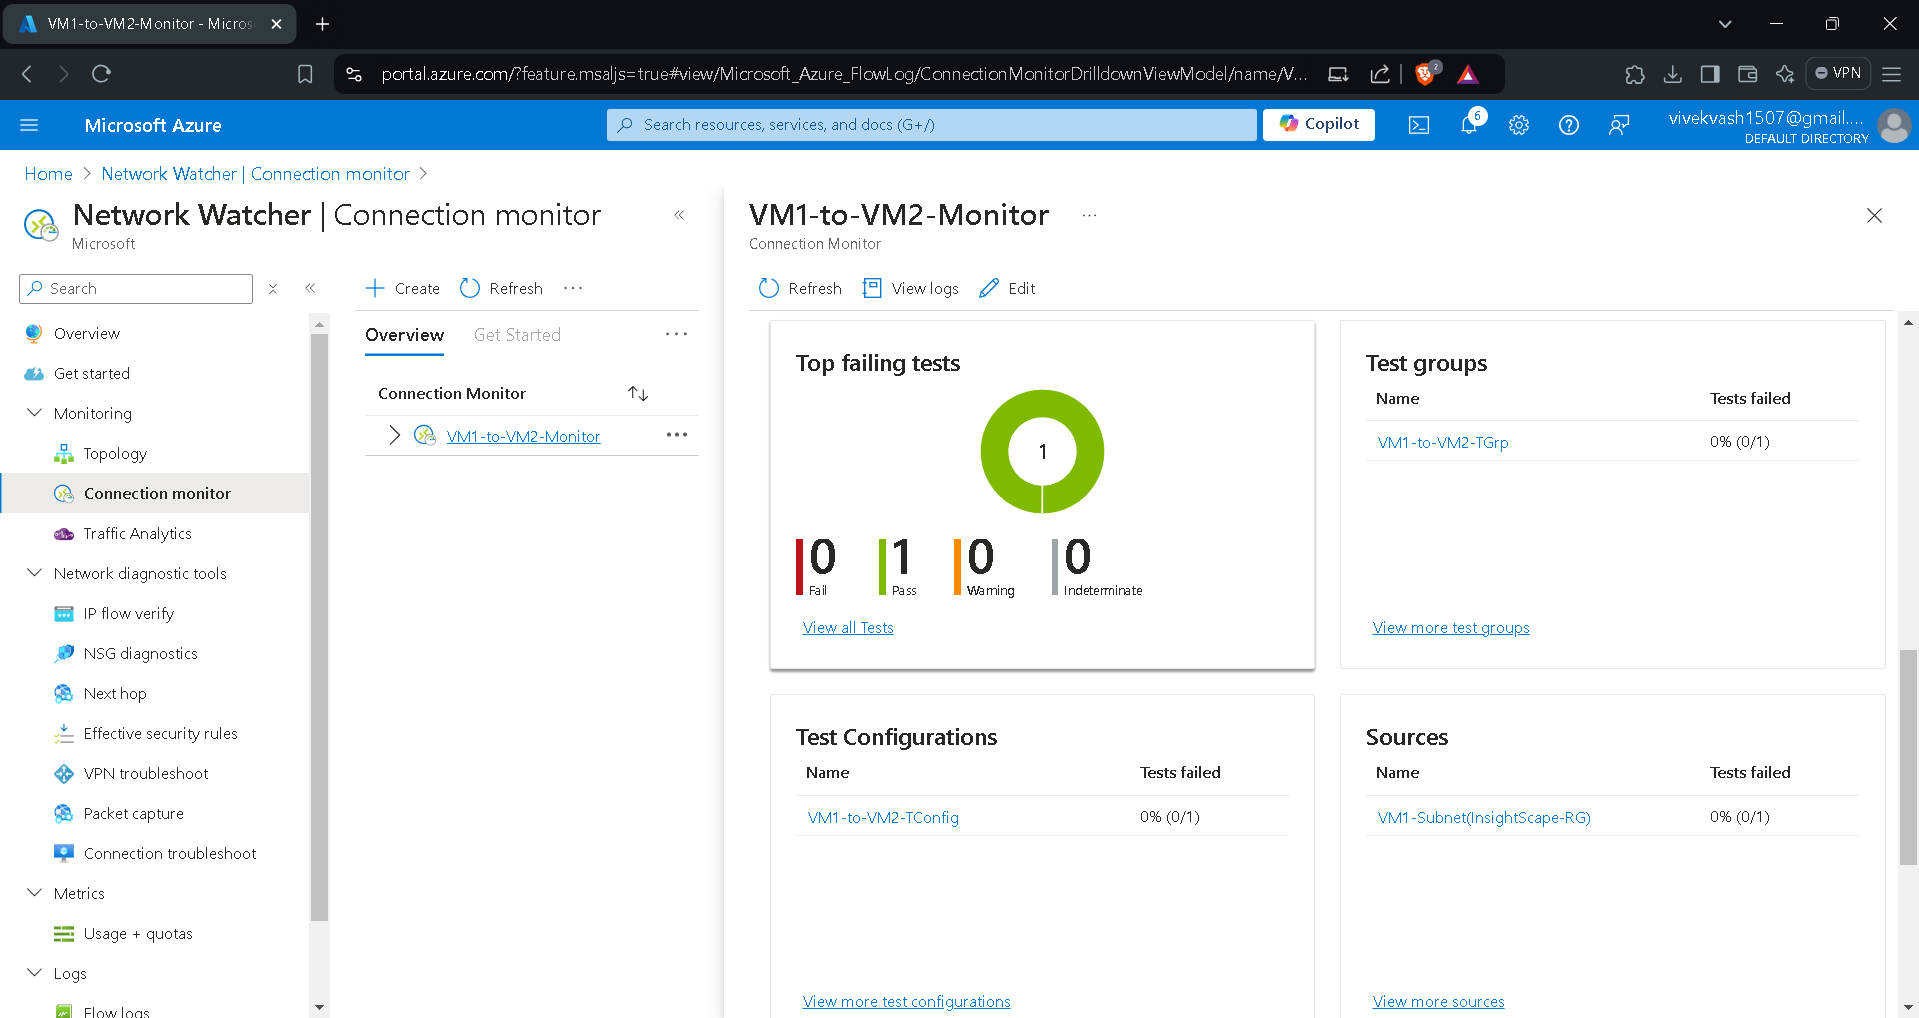 VM1-to-VM2-Monitor - Micros
portal.azure.com/?feature.msaljs=true#view/Microsoft_Azure_FlowLog/ConnectionMonitorDrilldownViewModel/name/V...
2
VPN
Microsoft Azure
Search resources, services, and docs (G+/)
Copilot
6
vivekvash1507@gmail....
DEFAULT DIRECTORY
Home > Network Watcher | Connection monitor >
Network Watcher | Connection monitor
Microsoft
Search
Overview
Get started
Monitoring
Topology
Connection monitor
Traffic Analytics
Network diagnostic tools
IP flow verify
NSG diagnostics
Next hop
Effective security rules
VPN troubleshoot
Packet capture
Connection troubleshoot
Metrics
Usage + quotas
Logs
Flow logs
Create Refresh ...
Overview Get Started ...
Connection Monitor
VM1-to-VM2-Monitor ...
VM1-to-VM2-Monitor ...
Connection Monitor
Refresh View logs Edit
Top failing tests
1
0 1 0 0
Fail Pass Warning Indeterminate
View all Tests
Test groups
Name Tests failed
VM1-to-VM2-TGrp 0% (0/1)
View more test groups
Test Configurations
Name Tests failed
VM1-to-VM2-TConfig 0% (0/1)
View more test configurations
Sources
Name Tests failed
VM1-Subnet(InsightScape-RG) 0% (0/1)
View more sources